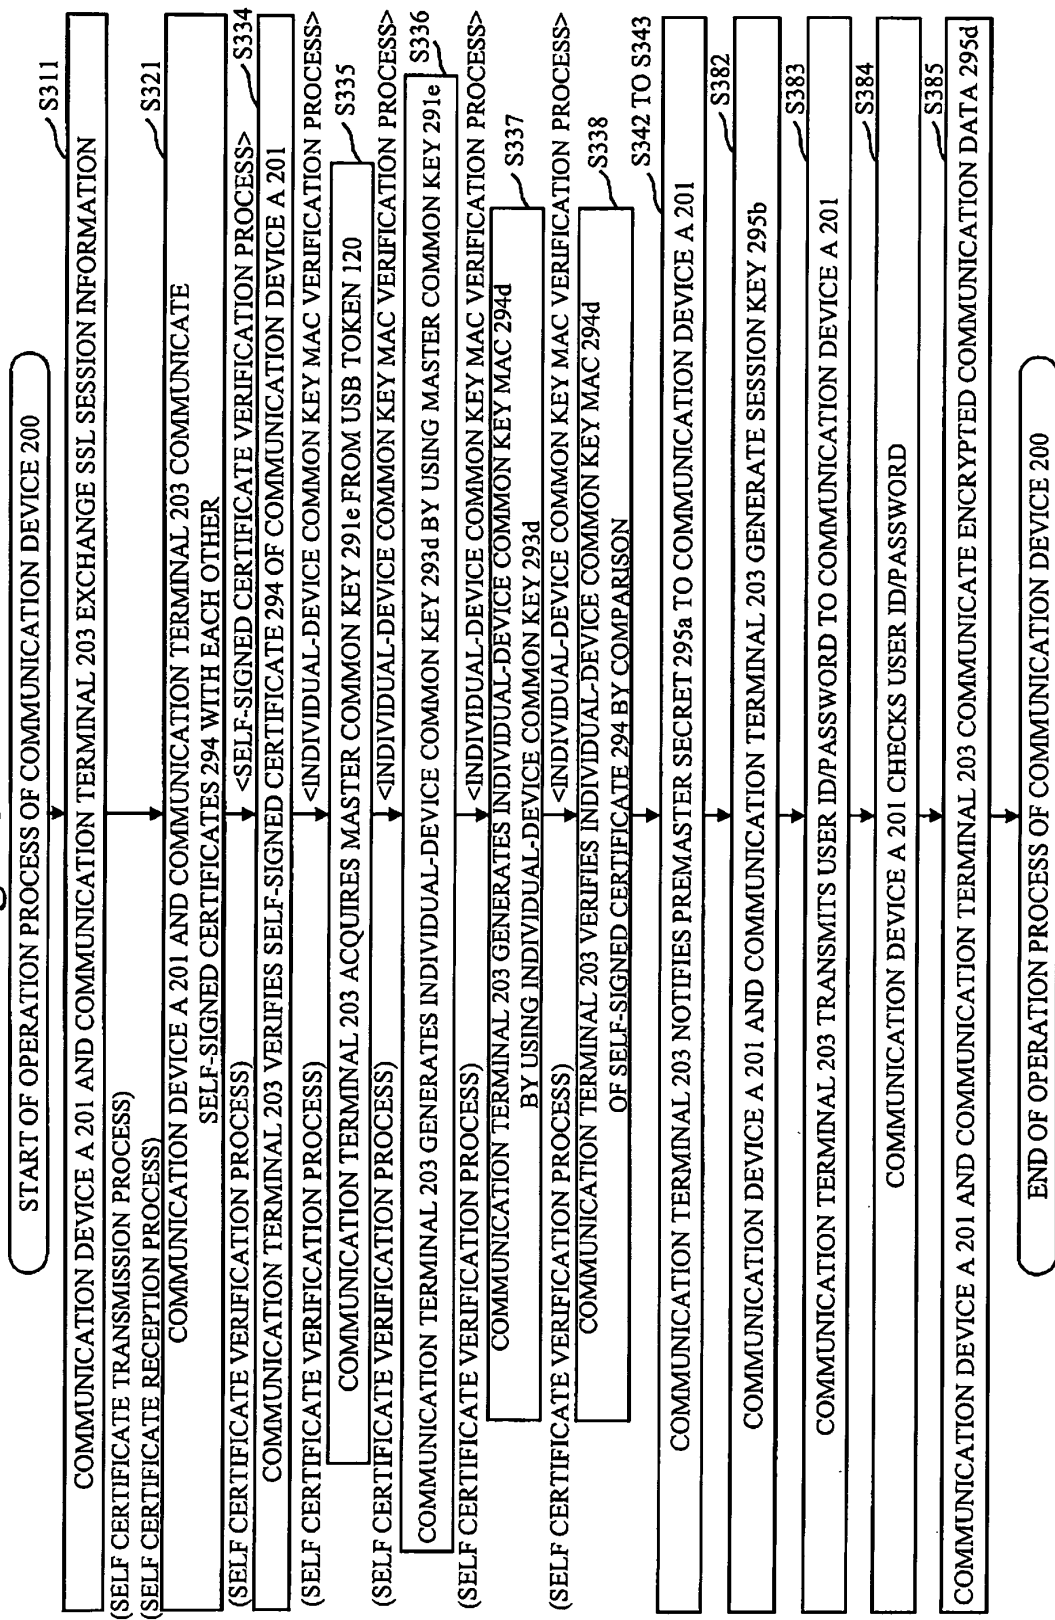 START OF OPERATION PROCESS OF COMMUNICATION DEVICE 200
S311
COMMUNICATION DEVICE A 201 AND COMMUNICATION TERMINAL 203 EXCHANGE SSL SESSION INFORMATION
(SELF CERTIFICATE TRANSMISSION PROCESS)
(SELF CERTIFICATE RECEPTION PROCESS)
S321
COMMUNICATION DEVICE A 201 AND COMMUNICATION TERMINAL 203 COMMUNICATE
SELF-SIGNED CERTIFICATES 294 WITH EACH OTHER
(SELF CERTIFICATE VERIFICATION PROCESS) <SELF-SIGNED CERTIFICATE VERIFICATION PROCESS>
S334
COMMUNICATION TERMINAL 203 VERIFIES SELF-SIGNED CERTIFICATE 294 OF COMMUNICATION DEVICE A 201
(SELF CERTIFICATE VERIFICATION PROCESS) <INDIVIDUAL-DEVICE COMMON KEY MAC VERIFICATION PROCESS>
S335
COMMUNICATION TERMINAL 203 ACQUIRES MASTER COMMON KEY 291e FROM USB TOKEN 120
(SELF CERTIFICATE VERIFICATION PROCESS) <INDIVIDUAL-DEVICE COMMON KEY MAC VERIFICATION PROCESS>
S336
COMMUNICATION TERMINAL 203 GENERATES INDIVIDUAL-DEVICE COMMON KEY 293d BY USING MASTER COMMON KEY 291e
(SELF CERTIFICATE VERIFICATION PROCESS) <INDIVIDUAL-DEVICE COMMON KEY MAC VERIFICATION PROCESS>
S337
COMMUNICATION TERMINAL 203 GENERATES INDIVIDUAL-DEVICE COMMON KEY MAC 294d
BY USING INDIVIDUAL-DEVICE COMMON KEY 293d
(SELF CERTIFICATE VERIFICATION PROCESS) <INDIVIDUAL-DEVICE COMMON KEY MAC VERIFICATION PROCESS>
S338
COMMUNICATION TERMINAL 203 VERIFIES INDIVIDUAL-DEVICE COMMON KEY MAC 294d
OF SELF-SIGNED CERTIFICATE 294 BY COMPARISON
S342 TO S343
COMMUNICATION TERMINAL 203 NOTIFIES PREMASTER SECRET 295a TO COMMUNICATION DEVICE A 201
S382
COMMUNICATION DEVICE A 201 AND COMMUNICATION TERMINAL 203 GENERATE SESSION KEY 295b
S383
COMMUNICATION TERMINAL 203 TRANSMITS USER ID/PASSWORD TO COMMUNICATION DEVICE A 201
S384
COMMUNICATION DEVICE A 201 CHECKS USER ID/PASSWORD
S385
COMMUNICATION DEVICE A 201 AND COMMUNICATION TERMINAL 203 COMMUNICATE ENCRYPTED COMMUNICATION DATA 295d
END OF OPERATION PROCESS OF COMMUNICATION DEVICE 200